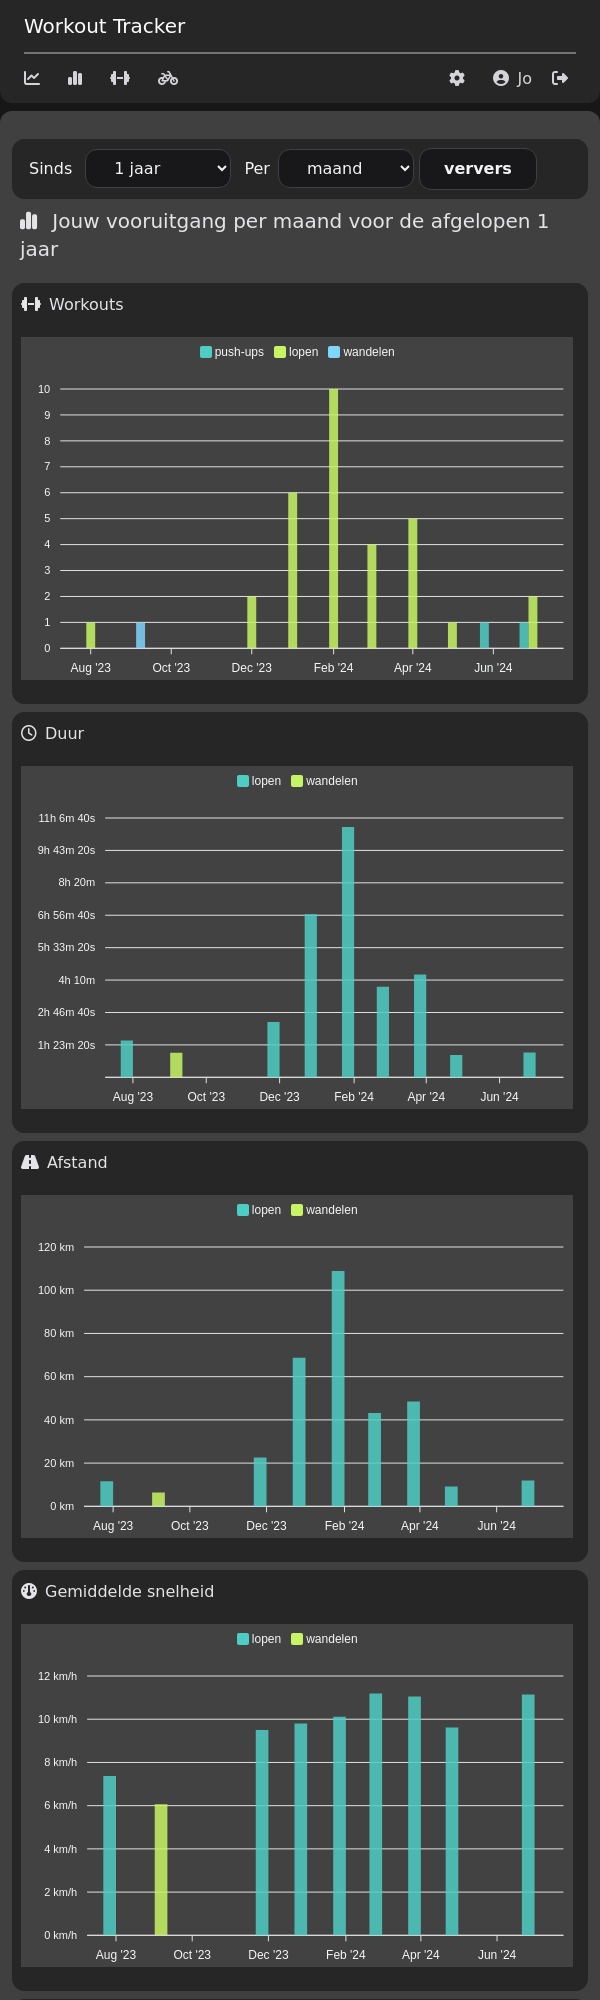 Workout Tracker
Jo
Sinds 1 jaar Per maand ververs
Jouw vooruitgang per maand voor de afgelopen 1
jaar
Workouts
push-ups lopen wandelen
10
9
8
7
6
5
4
3
2
1
0
Aug '23 Oct '23 Dec '23 Feb '24 Apr '24 Jun '24
Duur
lopen wandelen
11h 6m 40s
9h 43m 20s
8h 20m
6h 56m 40s
5h 33m 20s
4h 10m
2h 46m 40s
1h 23m 20s
Aug '23 Oct '23 Dec '23 Feb '24 Apr '24 Jun '24
Afstand
lopen wandelen
120 km
100 km
80 km
60 km
40 km
20 km
0 km
Aug '23 Oct '23 Dec '23 Feb '24 Apr '24 Jun '24
Gemiddelde snelheid
lopen wandelen
12 km/h
10 km/h
8 km/h
6 km/h
4 km/h
2 km/h
0 km/h
Aug '23 Oct '23 Dec '23 Feb '24 Apr '24 Jun '24